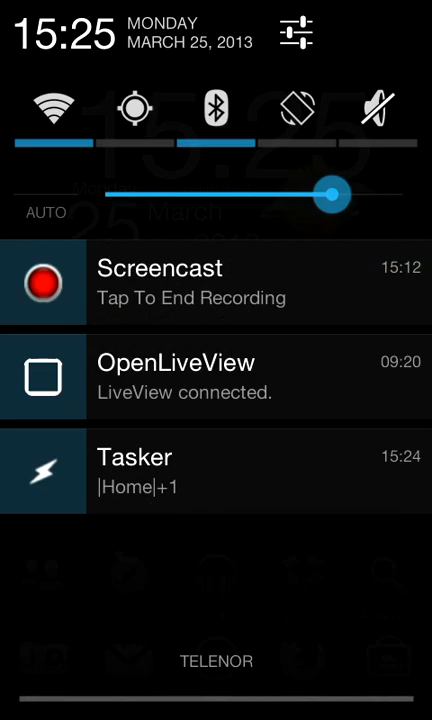 15:25
MONDAY
MARCH 25, 2013
AUTO
Screencast 15:12
Tap To End Recording
OpenLiveView 09:20
LiveView connected.
Tasker 15:24
|Home|+1
TELENOR